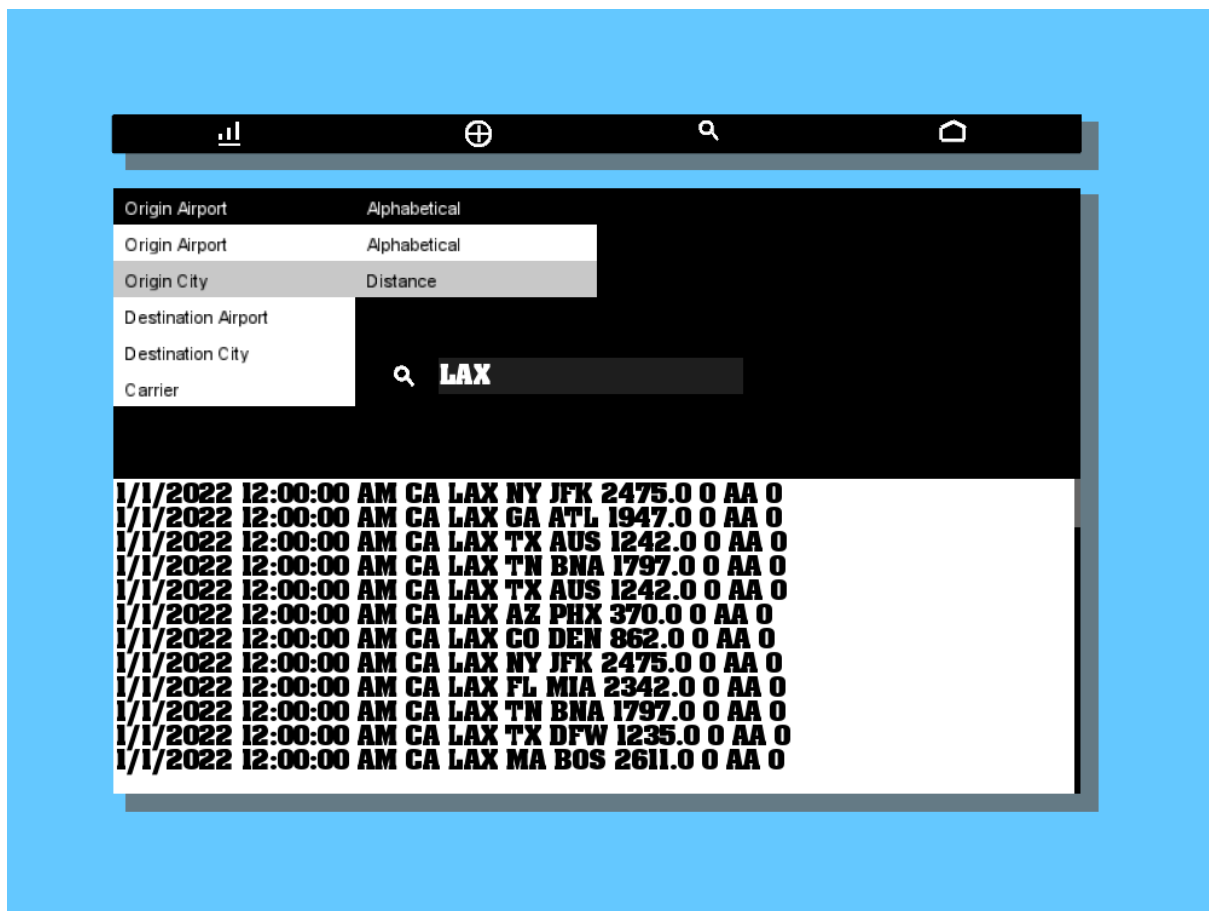 Origin Airport Alphabetical
Origin Airport Alphabetical
Origin City Distance
Destination Airport
Destination City
Carrier
LAX
1/1/2022 12:00:00 AM CA LAX NY JFK 2475.0 0 AA 0
1/1/2022 12:00:00 AM CA LAX GA ATL 1947.0 0 AA 0
1/1/2022 12:00:00 AM CA LAX TX AUS 1242.0 0 AA 0
1/1/2022 12:00:00 AM CA LAX TN BNA 1797.0 0 AA 0
1/1/2022 12:00:00 AM CA LAX TX AUS 1242.0 0 AA 0
1/1/2022 12:00:00 AM CA LAX AZ PHX 370.0 0 AA 0
1/1/2022 12:00:00 AM CA LAX CO DEN 862.0 0 AA 0
1/1/2022 12:00:00 AM CA LAX NY JFK 2475.0 0 AA 0
1/1/2022 12:00:00 AM CA LAX FL MIA 2342.0 0 AA 0
1/1/2022 12:00:00 AM CA LAX TN BNA 1797.0 0 AA 0
1/1/2022 12:00:00 AM CA LAX TX DFW 1235.0 0 AA 0
1/1/2022 12:00:00 AM CA LAX MA BOS 2611.0 0 AA 0